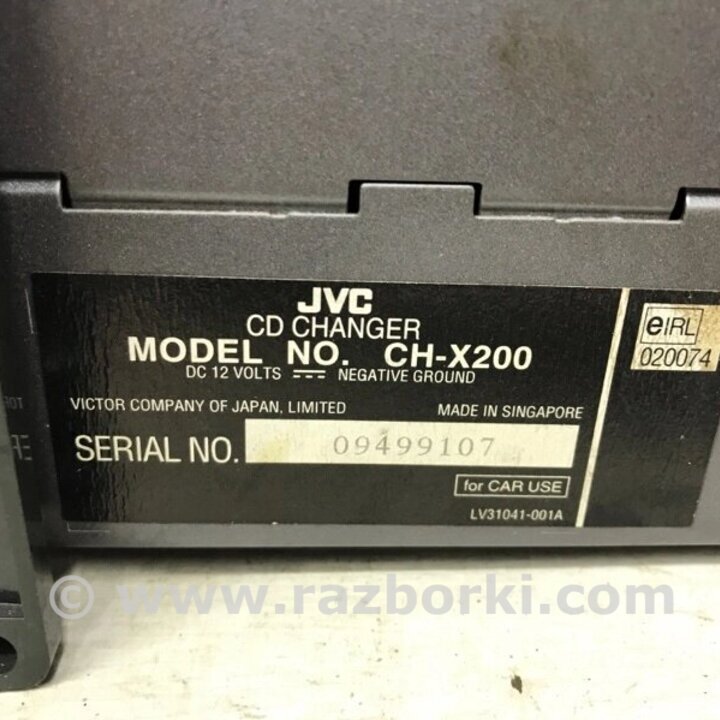 JVC
CD CHANGER
MODEL NO. CH-X200
DC 12 VOLTS ⎓ NEGATIVE GROUND
VICTOR COMPANY OF JAPAN, LIMITED MADE IN SINGAPORE
SERIAL NO. 09499107
for CAR USE
LV31041-001A
eIRL
020074
© www.razborki.com